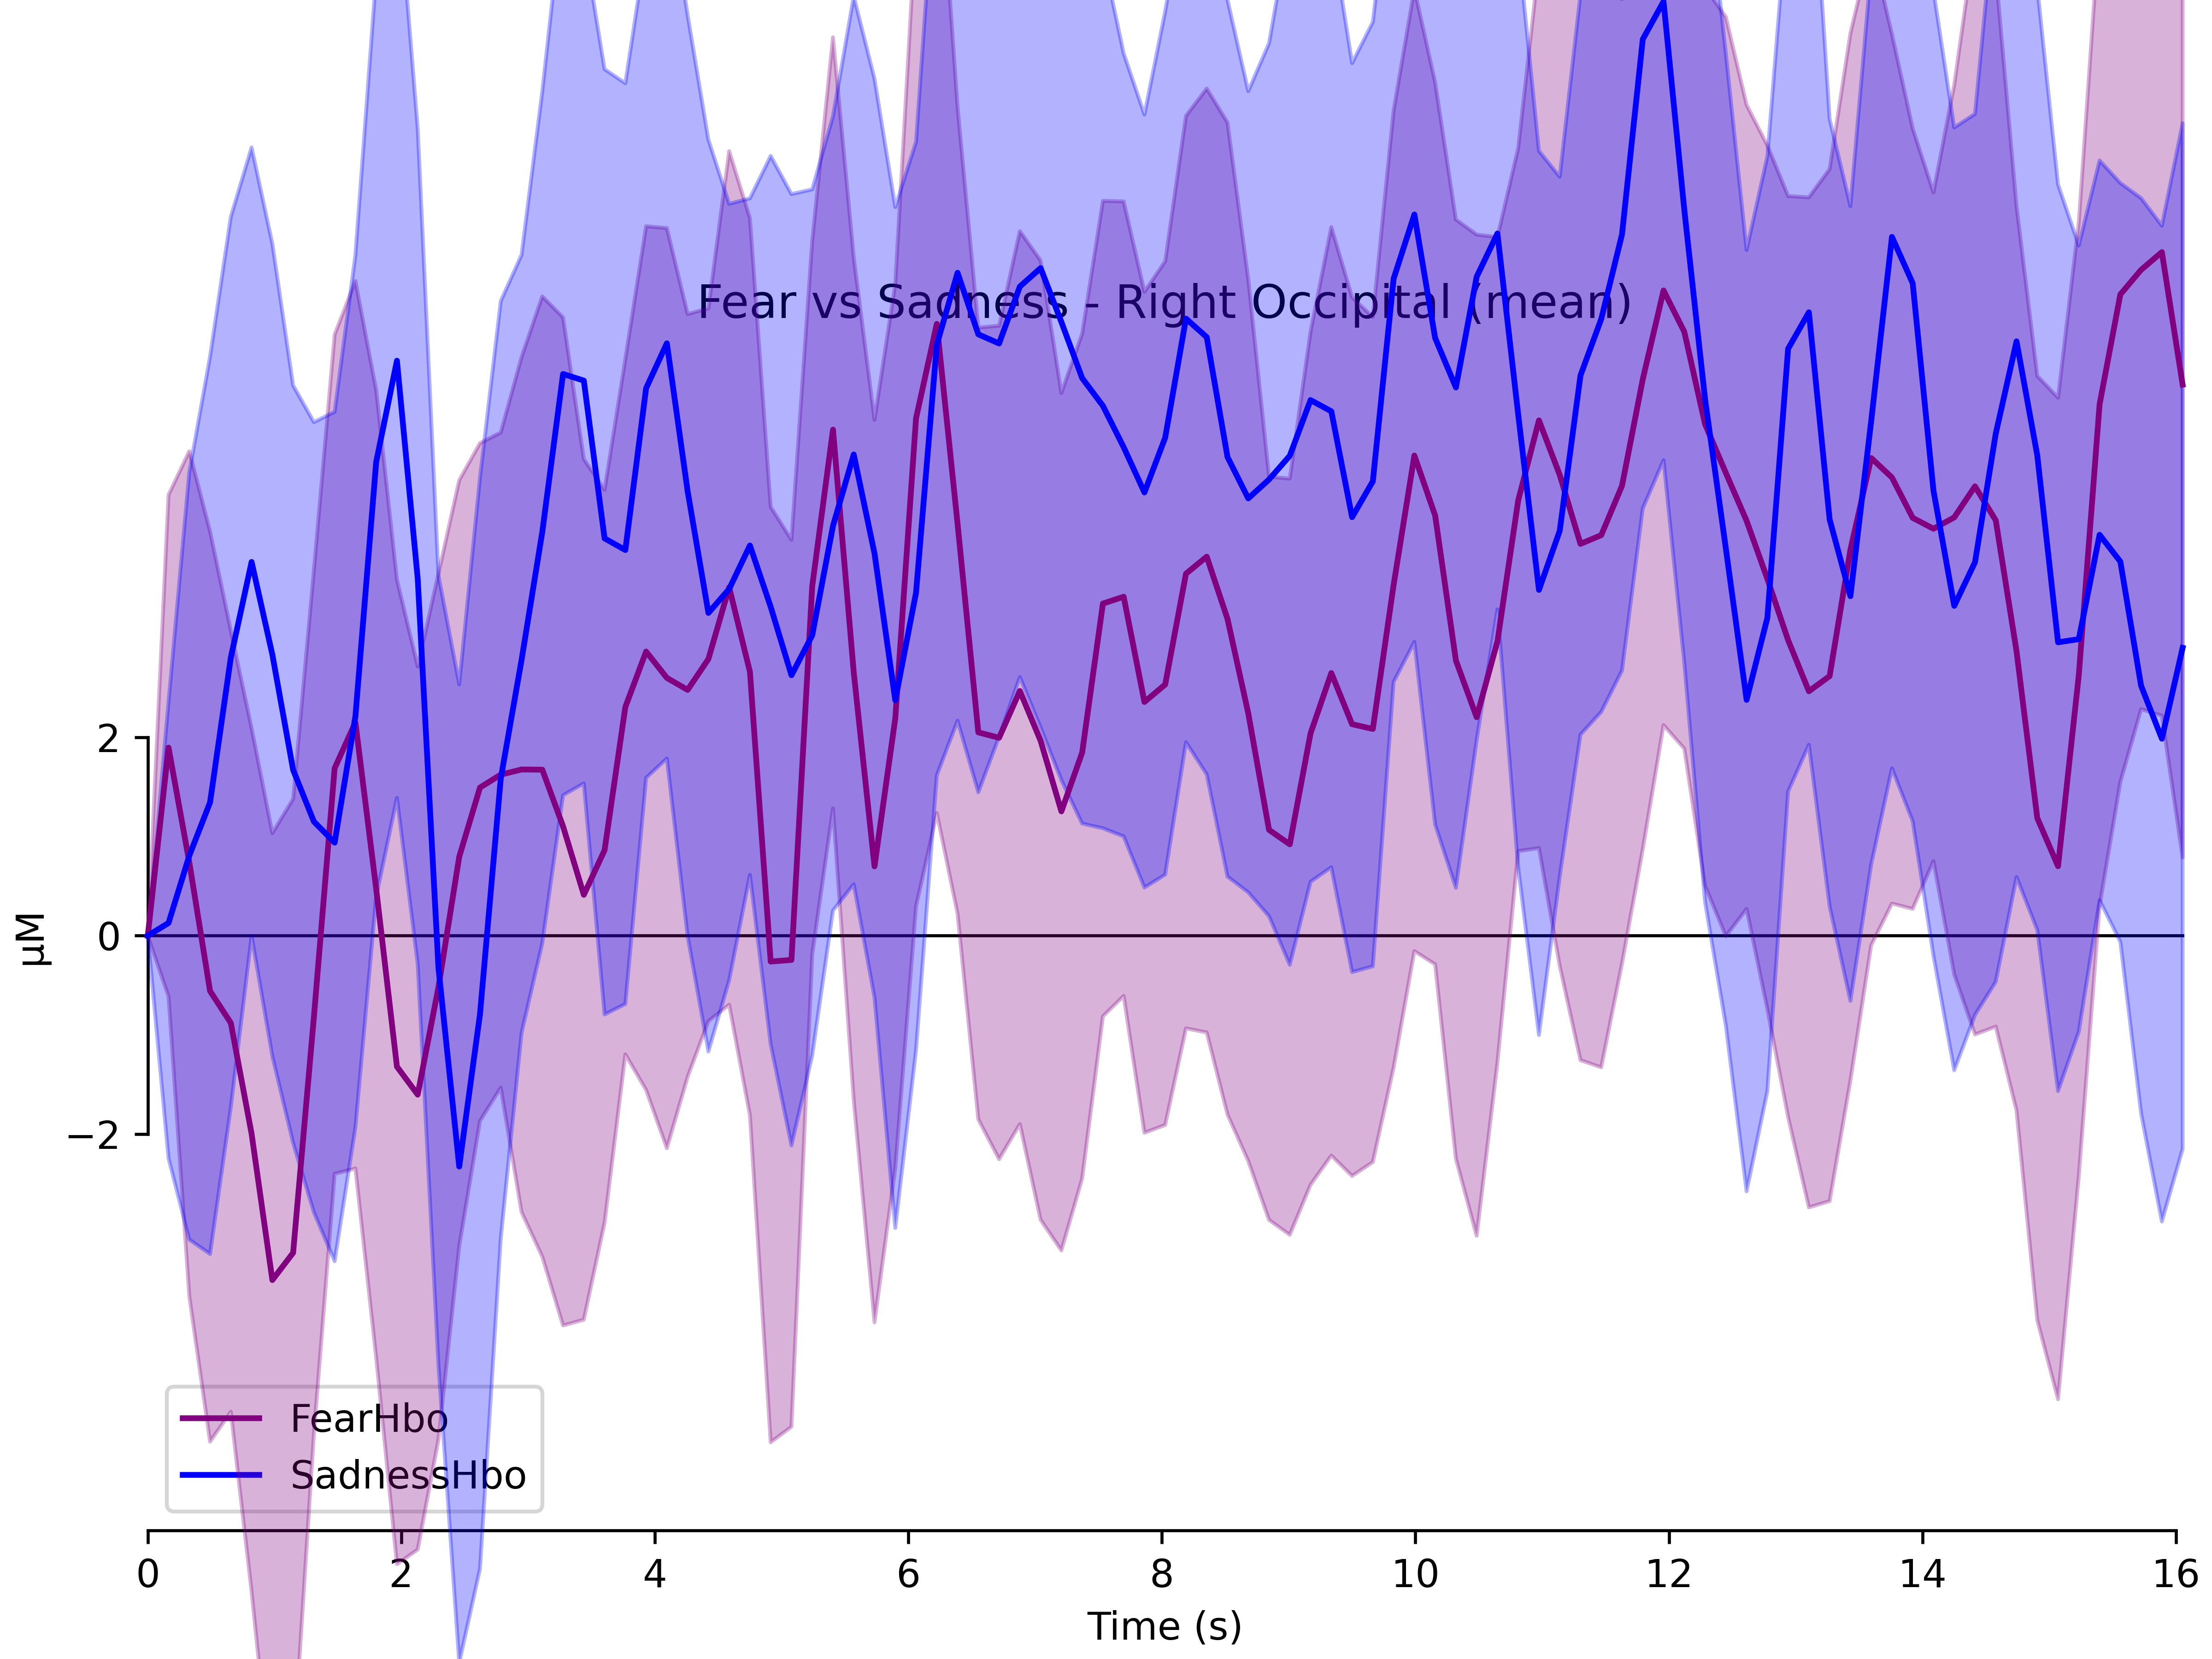 Fear vs Sadness - Right Occipital (mean)
2
0
−2
µM
FearHbo
SadnessHbo
0 2 4 6 8 10 12 14 16
Time (s)